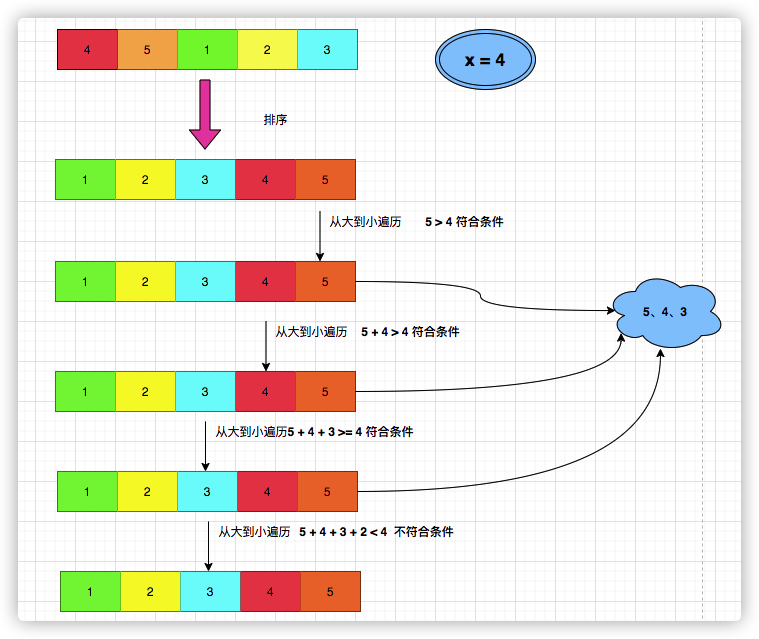 4 5 1 2 3
x = 4
排序
1 2 3 4 5
从大到小遍历 5 > 4 符合条件
1 2 3 4 5
5、4、3
从大到小遍历 5 + 4 > 4 符合条件
1 2 3 4 5
从大到小遍历5 + 4 + 3 >= 4 符合条件
1 2 3 4 5
从大到小遍历 5 + 4 + 3 + 2 < 4 不符合条件
1 2 3 4 5